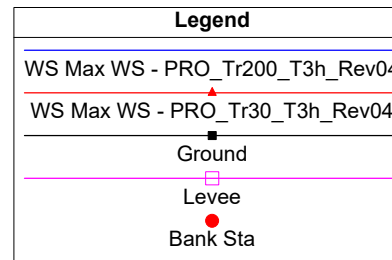 Legend
WS Max WS - PRO_Tr200_T3h_Rev04
WS Max WS - PRO_Tr30_T3h_Rev04
Ground
Levee
Bank Sta